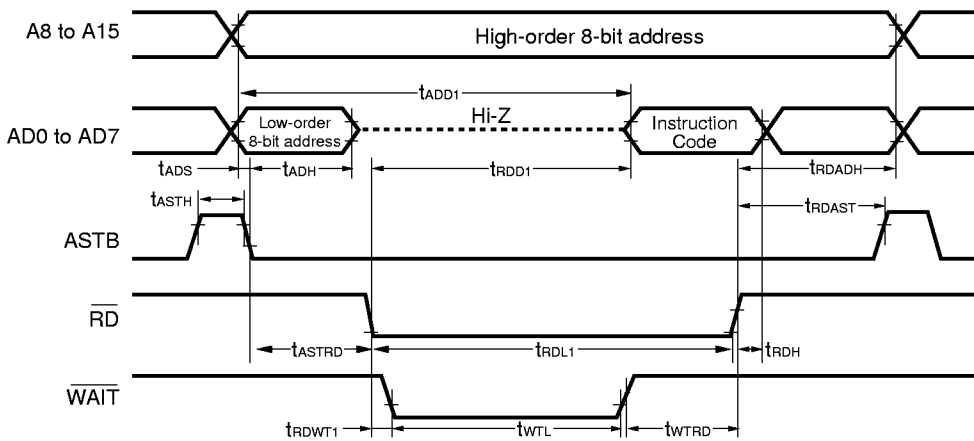 A8 to A15
High-order 8-bit address
tADD1
AD0 to AD7
Low-order
8-bit address
Hi-Z
Instruction
Code
tADS
tADH
tRDD1
tRDADH
tASTH
tRDAST
ASTB
RD
tASTRD
tRDL1
tRDH
WAIT
tRDWT1
tWTL
tWTRD